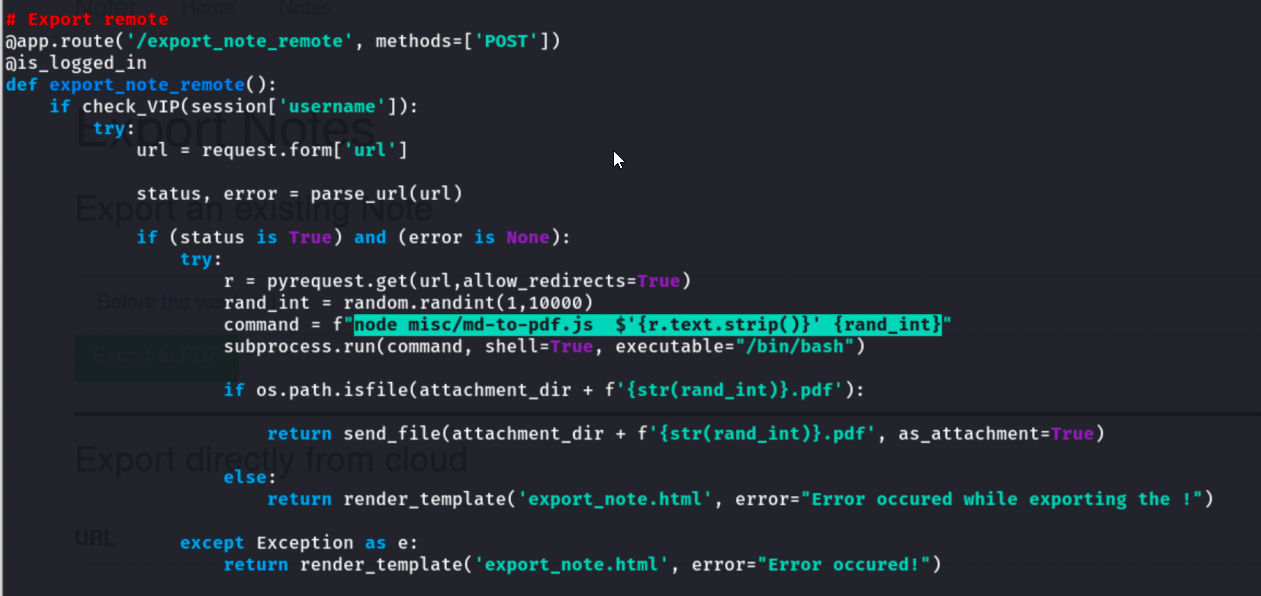 Noter Home Notes
# Export remote
@app.route('/export_note_remote', methods=['POST'])
@is_logged_in
def export_note_remote():
if check_VIP(session['username']):
Export Notes
try:
url = request.form['url']
status, error = parse_url(url)
Export an existing Note
if (status is True) and (error is None):
try:
r = pyrequest.get(url,allow_redirects=True)
Before the we
rand_int = random.randint(1,10000)
command = f"node misc/md-to-pdf.js  $'{r.text.strip()}' {rand_int}"
subprocess.run(command, shell=True, executable="/bin/bash")
Export to PDF
if os.path.isfile(attachment_dir + f'{str(rand_int)}.pdf'):
return send_file(attachment_dir + f'{str(rand_int)}.pdf', as_attachment=True)
Export directly from cloud
else:
return render_template('export_note.html', error="Error occured while exporting the !")
URL
except Exception as e:
return render_template('export_note.html', error="Error occured!")